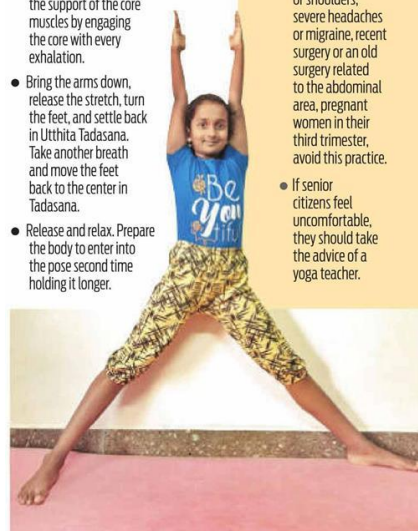 the support of the core
muscles by engaging
the core with every
exhalation.
● Bring the arms down,
release the stretch, turn
the feet, and settle back
in Utthita Tadasana.
Take another breath
and move the feet
back to the center in
Tadasana.
● Release and relax. Prepare
the body to enter into
the pose second time
holding it longer.
or shoulders,
severe headaches
or migraine, recent
surgery or an old
surgery related
to the abdominal
area, pregnant
women in their
third trimester,
avoid this practice.
● If senior
citizens feel
uncomfortable,
they should take
the advice of a
yoga teacher.
Be
You
tiful